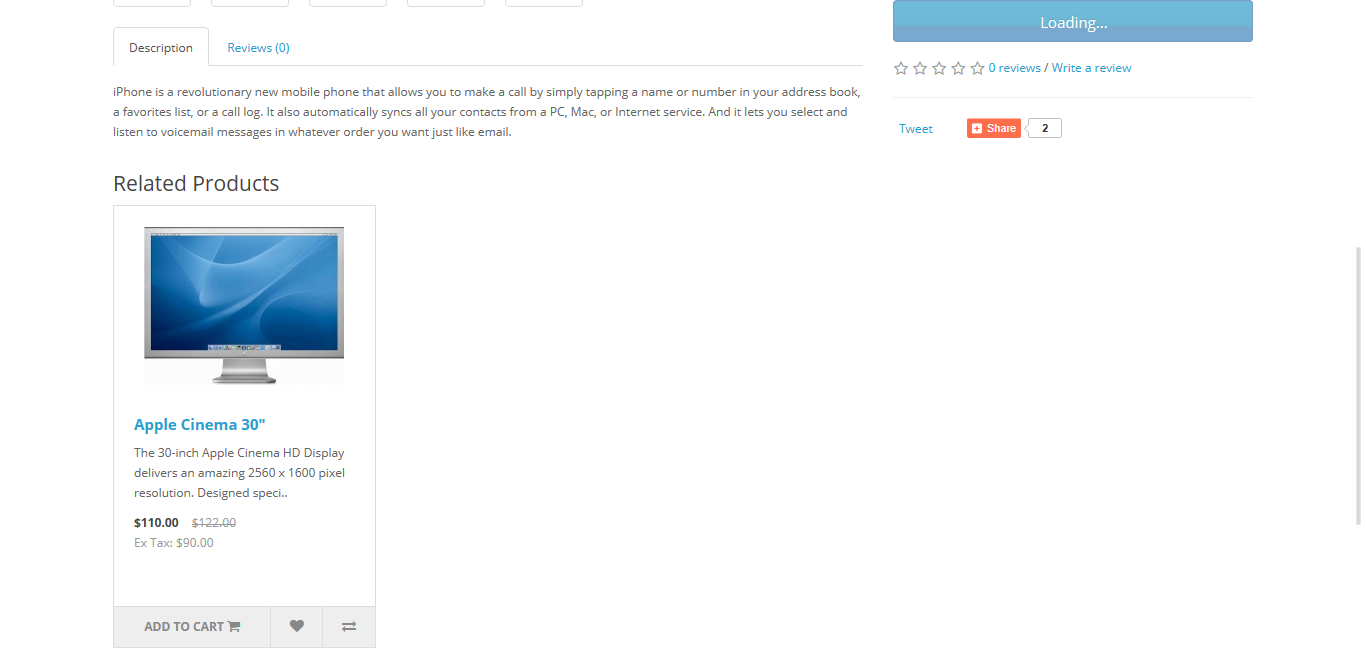 Loading...
Description
Reviews (0)
0 reviews / Write a review
iPhone is a revolutionary new mobile phone that allows you to make a call by simply tapping a name or number in your address book,
a favorites list, or a call log. It also automatically syncs all your contacts from a PC, Mac, or Internet service. And it lets you select and
listen to voicemail messages in whatever order you want just like email.
Tweet
Share
2
Related Products
Apple Cinema 30"
The 30-inch Apple Cinema HD Display
delivers an amazing 2560 x 1600 pixel
resolution. Designed speci..
$110.00 $122.00
Ex Tax: $90.00
ADD TO CART